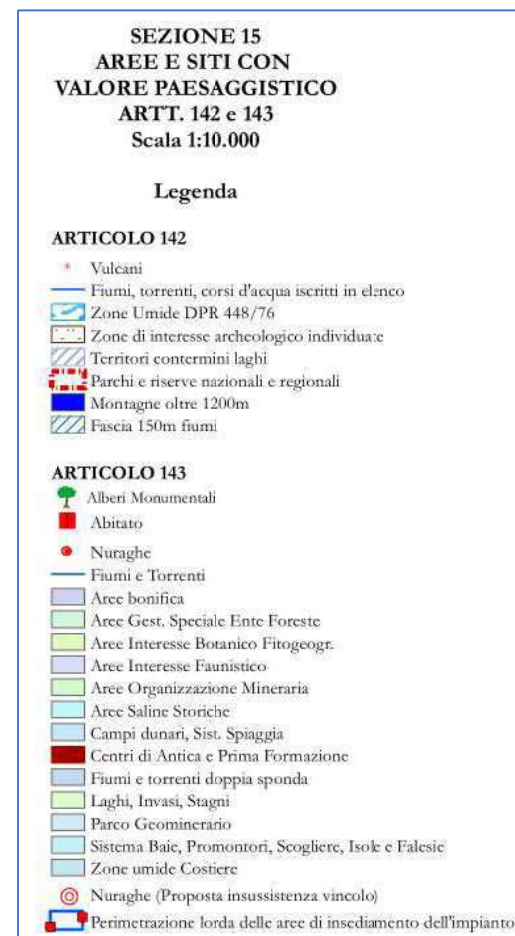 SEZIONE 15
AREE E SITI CON
VALORE PAESAGGISTICO
ARTT. 142 e 143
Scala 1:10.000
Legenda
ARTICOLO 142
Vulcani
Fiumi, torrenti, corsi d'acqua iscritti in elenco
Zone Umide DPR 448/76
Zone di interesse archeologico individuate
Territori contermini laghi
Parchi e riserve nazionali e regionali
Montagne oltre 1200m
Fascia 150m fiumi
ARTICOLO 143
Alberi Monumentali
Abitato
Nuraghe
Fiumi e Torrenti
Aree bonifica
Aree Gest. Speciale Ente Foreste
Aree Interesse Botanico Fitogeogr.
Aree Interesse Faunistico
Aree Organizzazione Mineraria
Aree Saline Storiche
Campi dunari, Sist. Spiaggia
Centri di Antica e Prima Formazione
Fiumi e torrenti doppia sponda
Laghi, Invasi, Stagni
Parco Geominerario
Sistema Baie, Promontori, Scogliere, Isole e Falesie
Zone umide Costiere
Nuraghe (Proposta insussistenza vincolo)
Perimetrazione lorda delle aree di insediamento dell'impianto